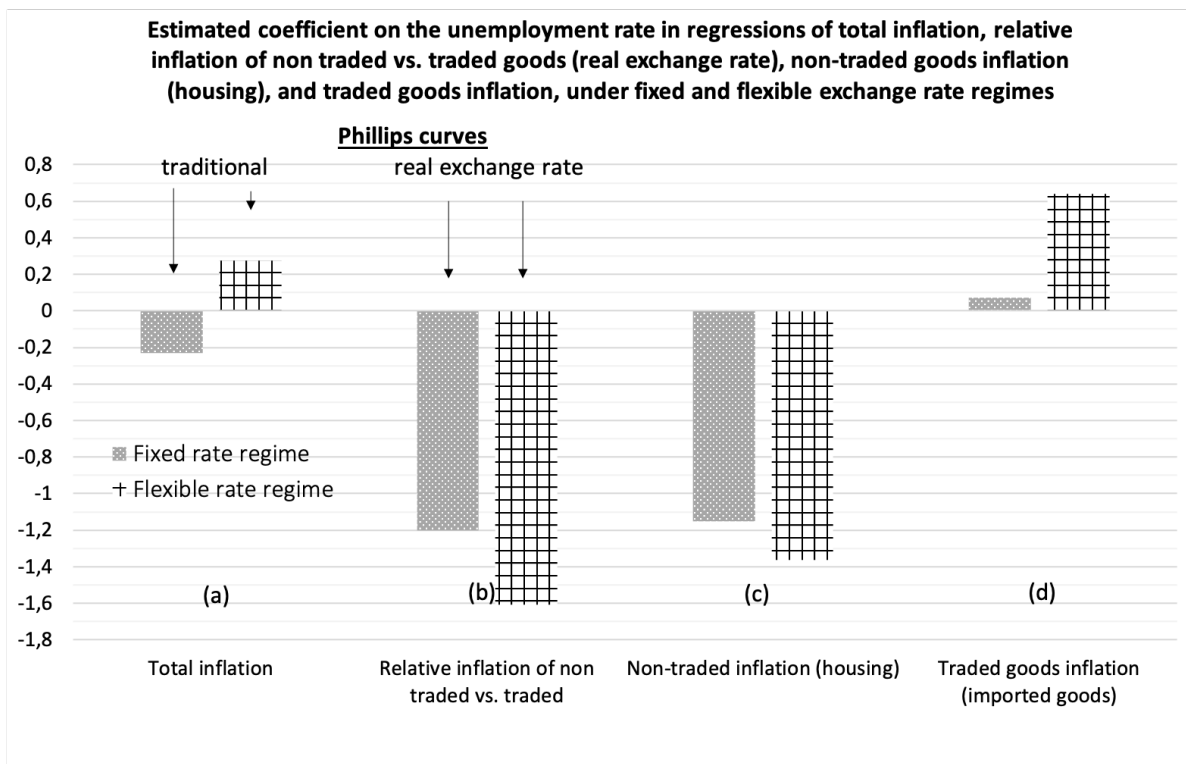 Estimated coefficient on the unemployment rate in regressions of total inflation, relative
inflation of non traded vs. traded goods (real exchange rate), non-traded goods inflation
(housing), and traded goods inflation, under fixed and flexible exchange rate regimes
Phillips curves
traditional
real exchange rate
0,8
0,6
0,4
0,2
0
-0,2
-0,4
-0,6
-0,8
-1
-1,2
-1,4
-1,6
-1,8
Fixed rate regime
Flexible rate regime
(a)
(b)
(c)
(d)
Total inflation
Relative inflation of non
traded vs. traded
Non-traded inflation (housing)
Traded goods inflation
(imported goods)